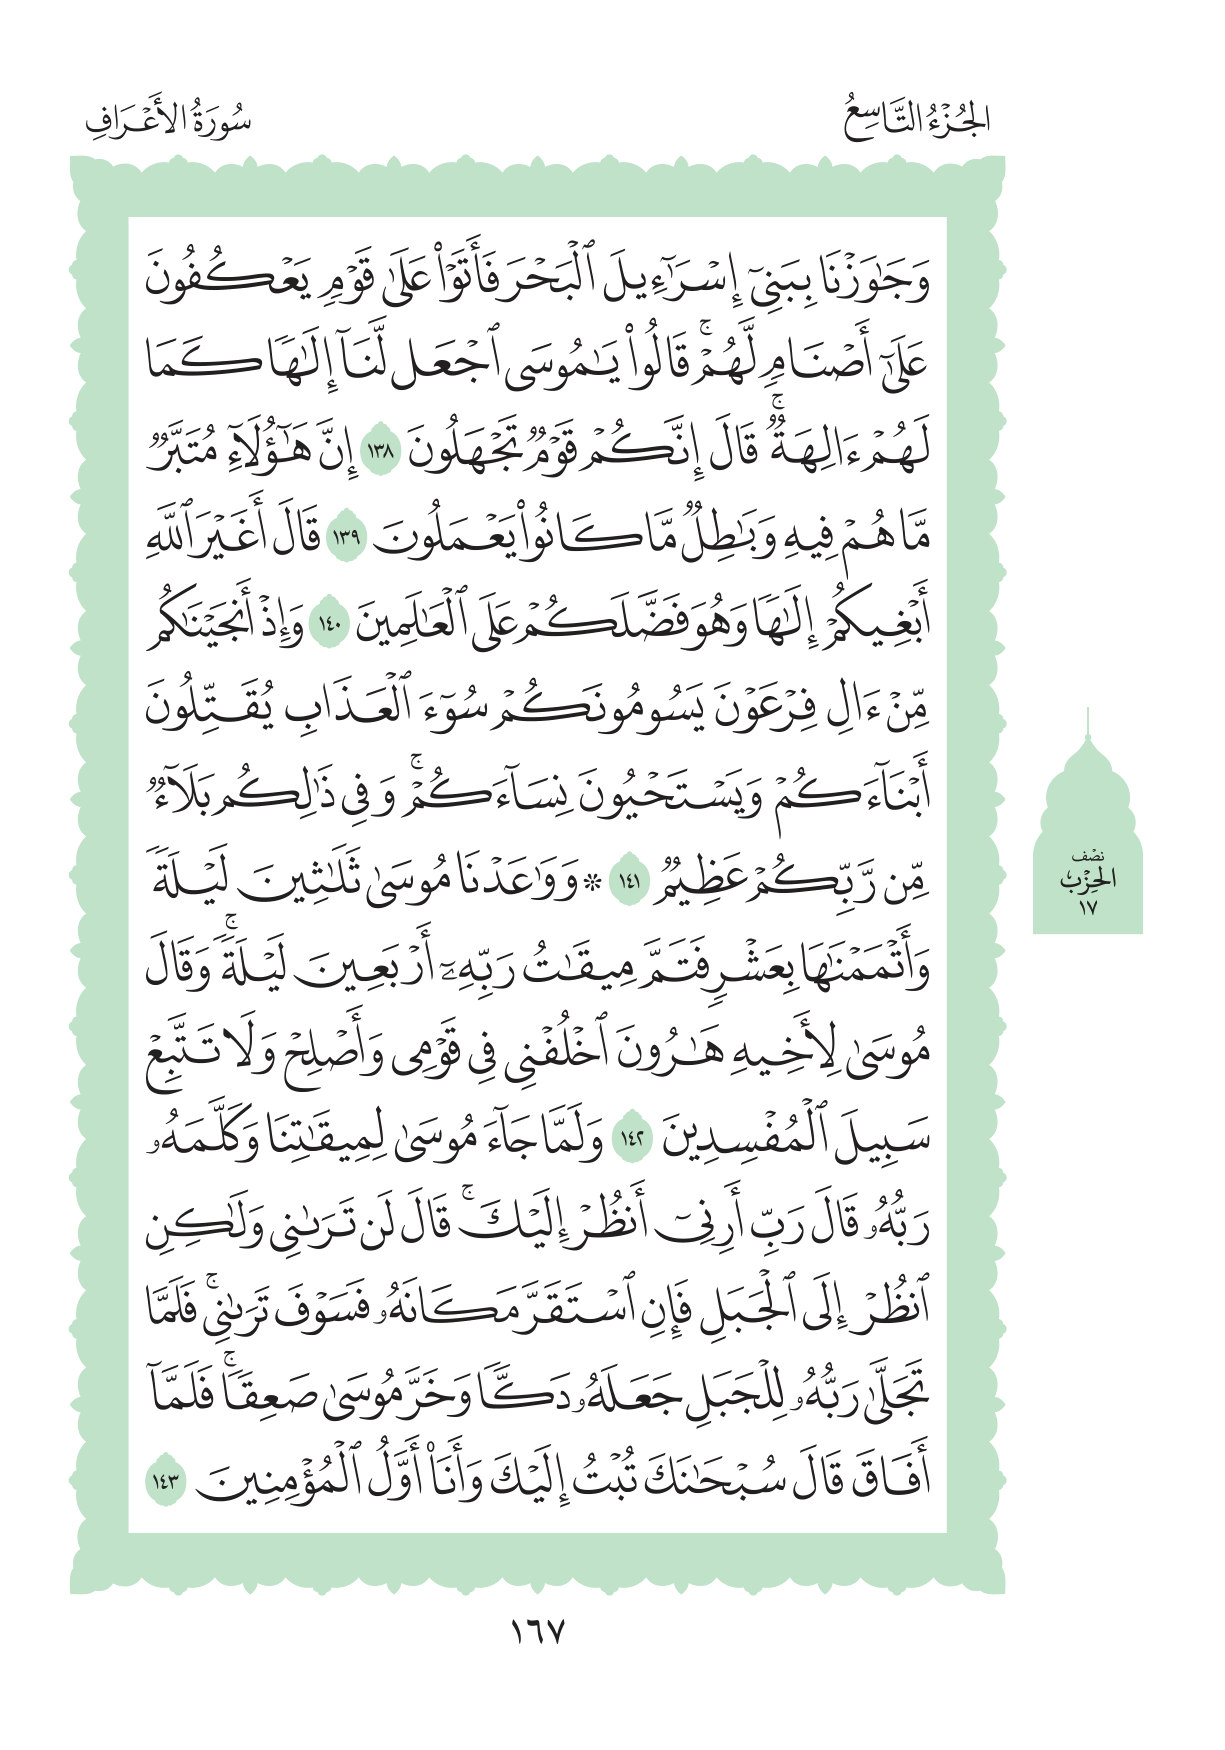 الجُزْءُ التَّاسِعُ
سُورَةُ الأَعْرَافِ
وَجَٰوَزْنَا بِبَنِىٓ إِسْرَٰٓءِيلَ ٱلْبَحْرَ فَأَتَوْا۟ عَلَىٰ قَوْمٍ يَعْكُفُونَ
عَلَىٰٓ أَصْنَامٍ لَّهُمْ ۚ قَالُوا۟ يَٰمُوسَى ٱجْعَل لَّنَآ إِلَٰهًا كَمَا
لَهُمْ ءَالِهَةٌ ۚ قَالَ إِنَّكُمْ قَوْمٌ تَجْهَلُونَ ١٣٨ إِنَّ هَٰٓؤُلَآءِ مُتَبَّرٌ
مَّا هُمْ فِيهِ وَبَٰطِلٌ مَّا كَانُوا۟ يَعْمَلُونَ ١٣٩ قَالَ أَغَيْرَ ٱللَّهِ
أَبْغِيكُمْ إِلَٰهًا وَهُوَ فَضَّلَكُمْ عَلَى ٱلْعَٰلَمِينَ ١٤٠ وَإِذْ أَنجَيْنَٰكُم
مِّنْ ءَالِ فِرْعَوْنَ يَسُومُونَكُمْ سُوٓءَ ٱلْعَذَابِ يُقَتِّلُونَ
أَبْنَآءَكُمْ وَيَسْتَحْيُونَ نِسَآءَكُمْ ۚ وَفِى ذَٰلِكُم بَلَآءٌ
مِّن رَّبِّكُمْ عَظِيمٌ ١٤١ ۞ وَوَٰعَدْنَا مُوسَىٰ ثَلَٰثِينَ لَيْلَةً
وَأَتْمَمْنَٰهَا بِعَشْرٍ فَتَمَّ مِيقَٰتُ رَبِّهِۦٓ أَرْبَعِينَ لَيْلَةً ۚ وَقَالَ
مُوسَىٰ لِأَخِيهِ هَٰرُونَ ٱخْلُفْنِى فِى قَوْمِى وَأَصْلِحْ وَلَا تَتَّبِعْ
سَبِيلَ ٱلْمُفْسِدِينَ ١٤٢ وَلَمَّا جَآءَ مُوسَىٰ لِمِيقَٰتِنَا وَكَلَّمَهُۥ
رَبُّهُۥ قَالَ رَبِّ أَرِنِىٓ أَنظُرْ إِلَيْكَ ۚ قَالَ لَن تَرَىٰنِى وَلَٰكِنِ
ٱنظُرْ إِلَى ٱلْجَبَلِ فَإِنِ ٱسْتَقَرَّ مَكَانَهُۥ فَسَوْفَ تَرَىٰنِى ۚ فَلَمَّا
تَجَلَّىٰ رَبُّهُۥ لِلْجَبَلِ جَعَلَهُۥ دَكًّا وَخَرَّ مُوسَىٰ صَعِقًا ۚ فَلَمَّآ
أَفَاقَ قَالَ سُبْحَٰنَكَ تُبْتُ إِلَيْكَ وَأَنَا۠ أَوَّلُ ٱلْمُؤْمِنِينَ ١٤٣
نصف
الحِزْب
١٧
١٦٧